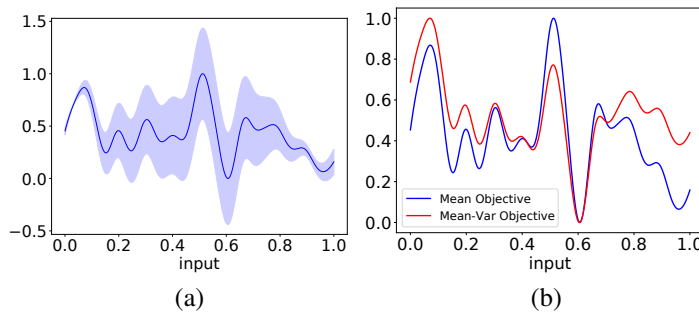 1.5
1.0
0.5
0.0
−0.5
0.0 0.2 0.4 0.6 0.8 1.0
input
(a)
1.0
0.8
0.6
0.4
0.2
0.0
Mean Objective
Mean-Var Objective
0.0 0.2 0.4 0.6 0.8 1.0
input
(b)